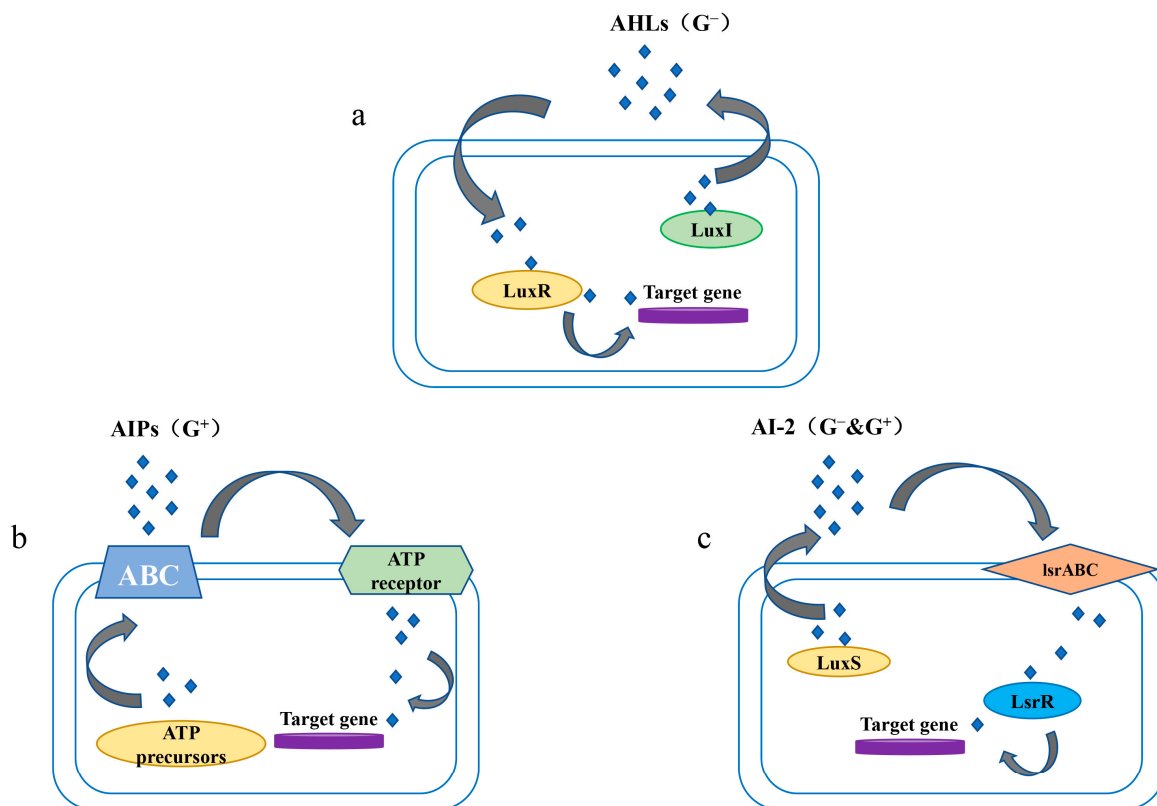 AHLs（G⁻）
a
LuxI
LuxR
Target gene
AIPs（G⁺）
b
ABC
ATP
receptor
Target gene
ATP
precursors
AI-2（G⁻&G⁺）
c
lsrABC
LuxS
LsrR
Target gene